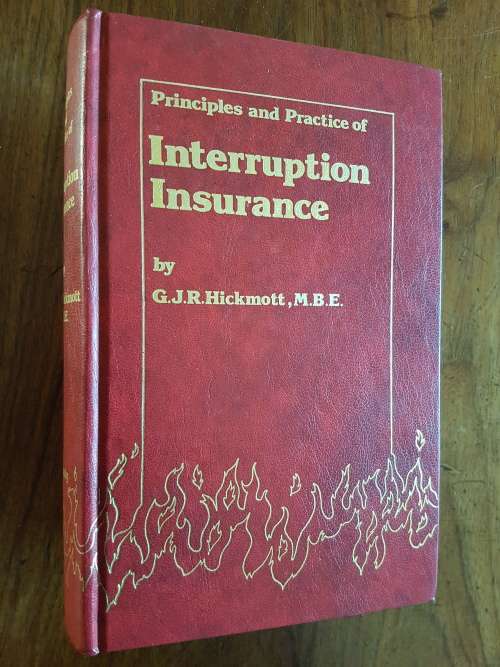 Principles and Practice of
Interruption
Insurance
by
G.J.R.Hickmott, M.B.E.